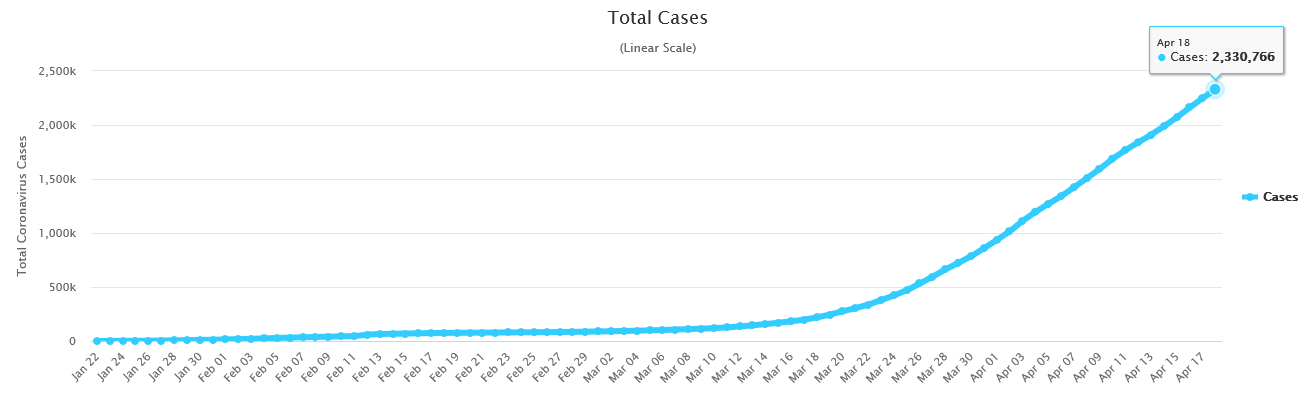 Total Cases
(Linear Scale)
Apr 18
Cases: 2,330,766
Total Coronavirus Cases
2,500k
2,000k
1,500k
1,000k
500k
0
Cases
Jan 22
Jan 24
Jan 26
Jan 28
Jan 30
Feb 01
Feb 03
Feb 05
Feb 07
Feb 09
Feb 11
Feb 13
Feb 15
Feb 17
Feb 19
Feb 21
Feb 23
Feb 25
Feb 27
Feb 29
Mar 02
Mar 04
Mar 06
Mar 08
Mar 10
Mar 12
Mar 14
Mar 16
Mar 18
Mar 20
Mar 22
Mar 24
Mar 26
Mar 28
Mar 30
Apr 01
Apr 03
Apr 05
Apr 07
Apr 09
Apr 11
Apr 13
Apr 15
Apr 17